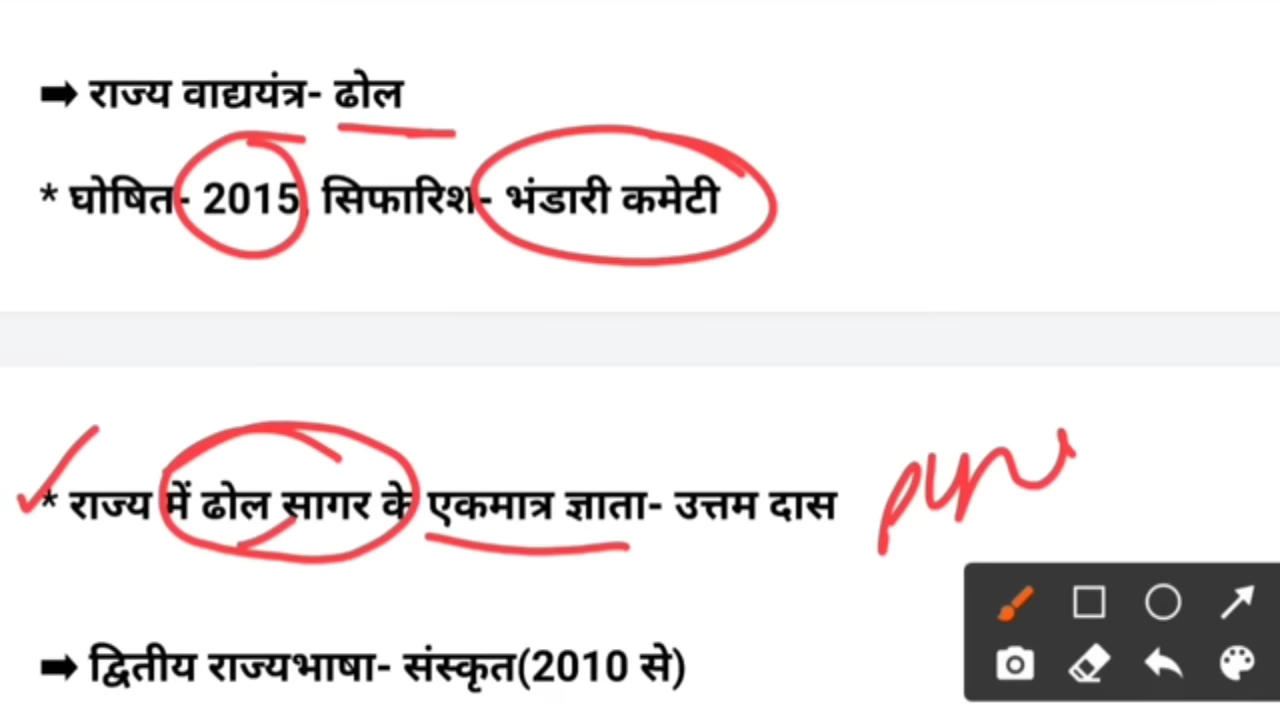 ➡ राज्य वाद्ययंत्र- ढोल
* घोषित- 2015, सिफारिश- भंडारी कमेटी
* राज्य में ढोल सागर के एकमात्र ज्ञाता- उत्तम दास
➡ द्वितीय राज्यभाषा- संस्कृत(2010 से)